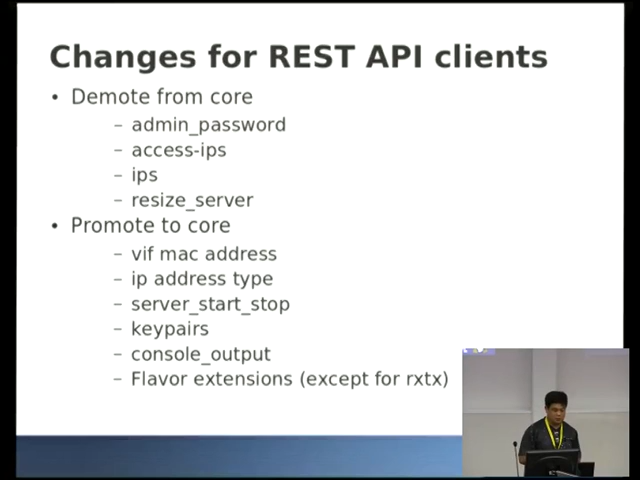 Changes for REST API clients
• Demote from core
– admin_password
– access-ips
– ips
– resize_server
• Promote to core
– vif mac address
– ip address type
– server_start_stop
– keypairs
– console_output
– Flavor extensions (except for rxtx)